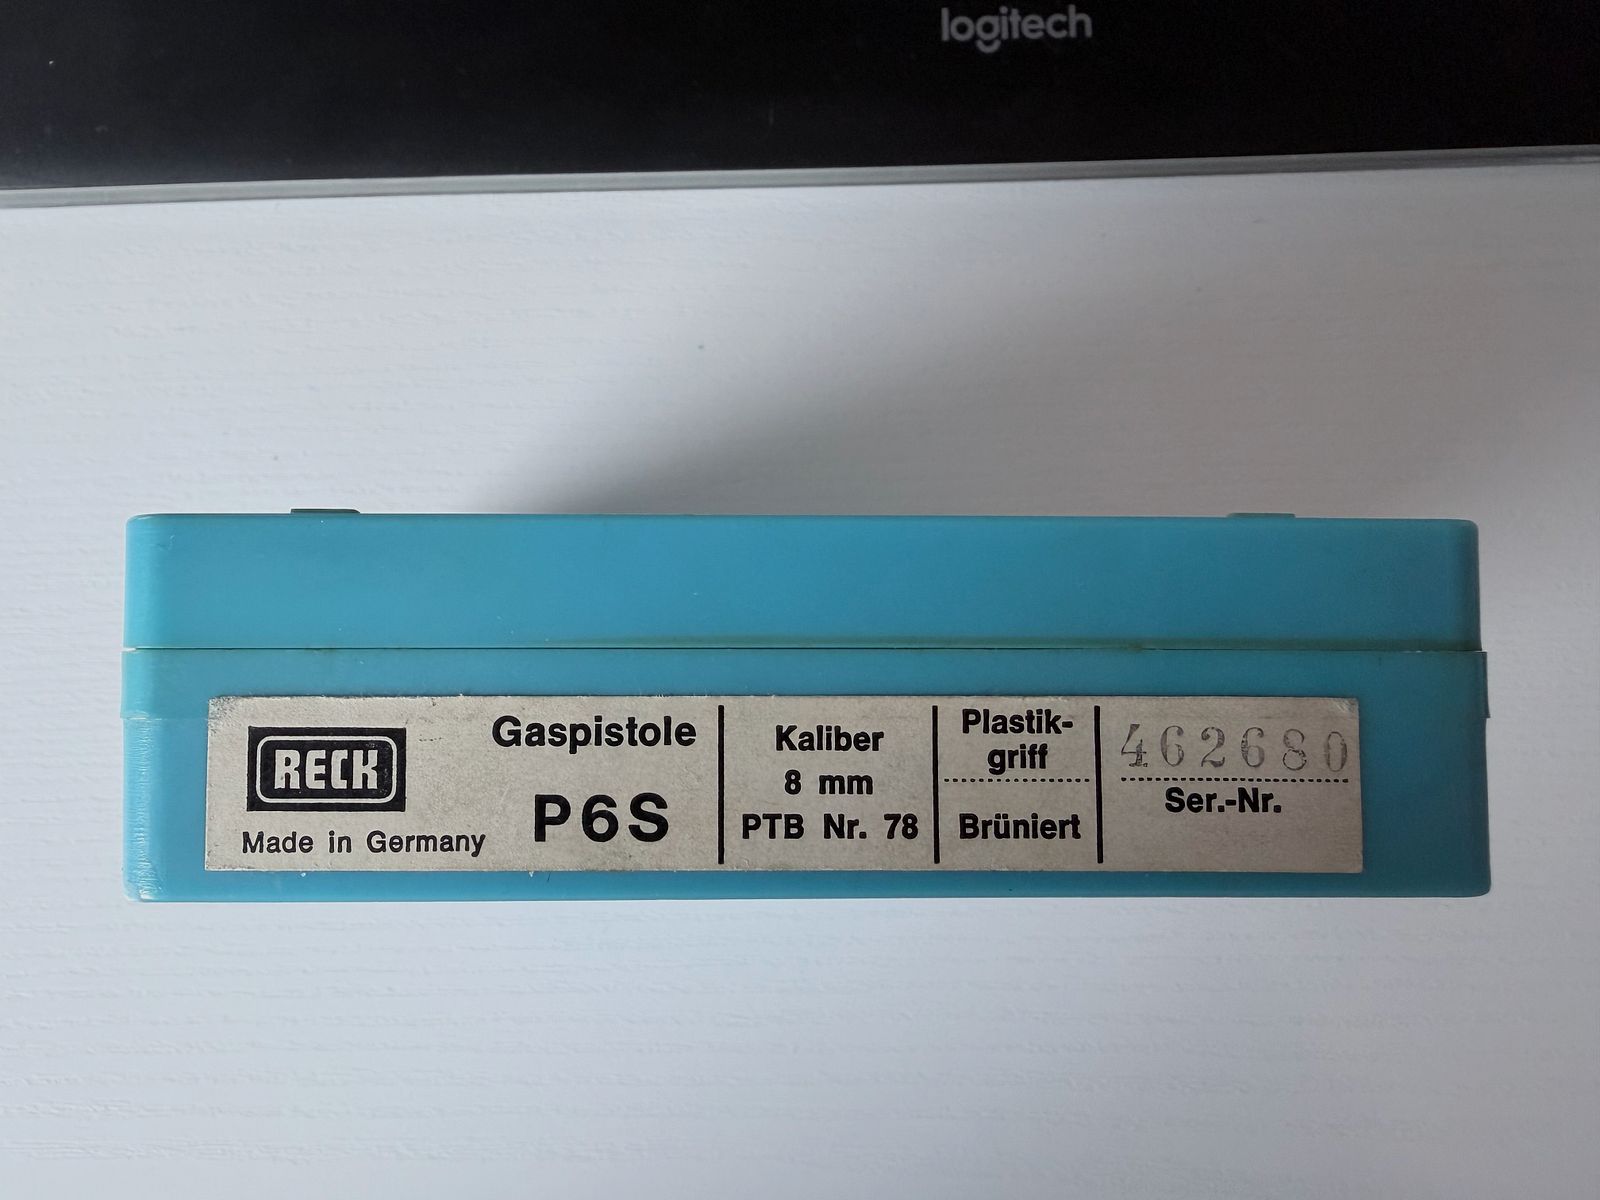 logitech
RECK
Made in Germany
Gaspistole
P6S
Kaliber
8 mm
PTB Nr. 78
Plastik-
griff
Brüniert
462680
Ser.-Nr.